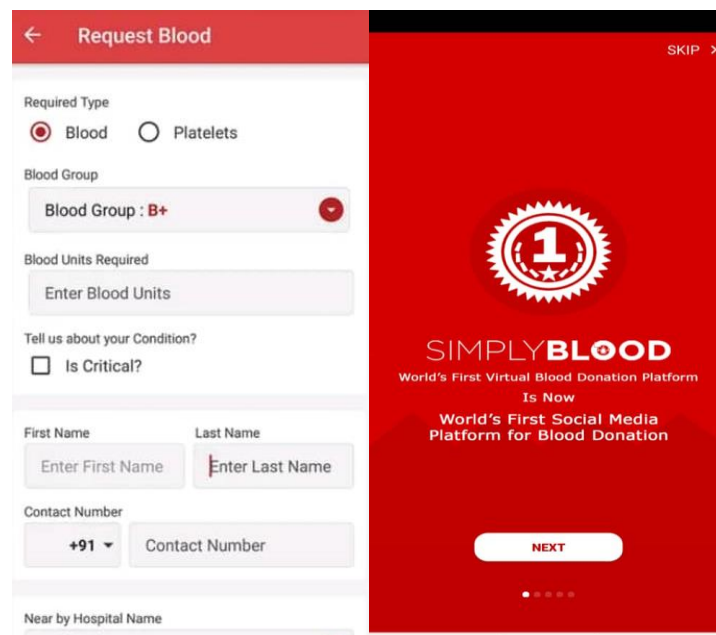 Request Blood
Required Type
Blood Platelets
Blood Group
Blood Group : B+
Blood Units Required
Enter Blood Units
Tell us about your Condition?
Is Critical?
First Name Last Name
Enter First Name Enter Last Name
Contact Number
+91 Contact Number
Near by Hospital Name
SKIP
1
SIMPLYBLOOD
World's First Virtual Blood Donation Platform
Is Now
World's First Social Media
Platform for Blood Donation
NEXT